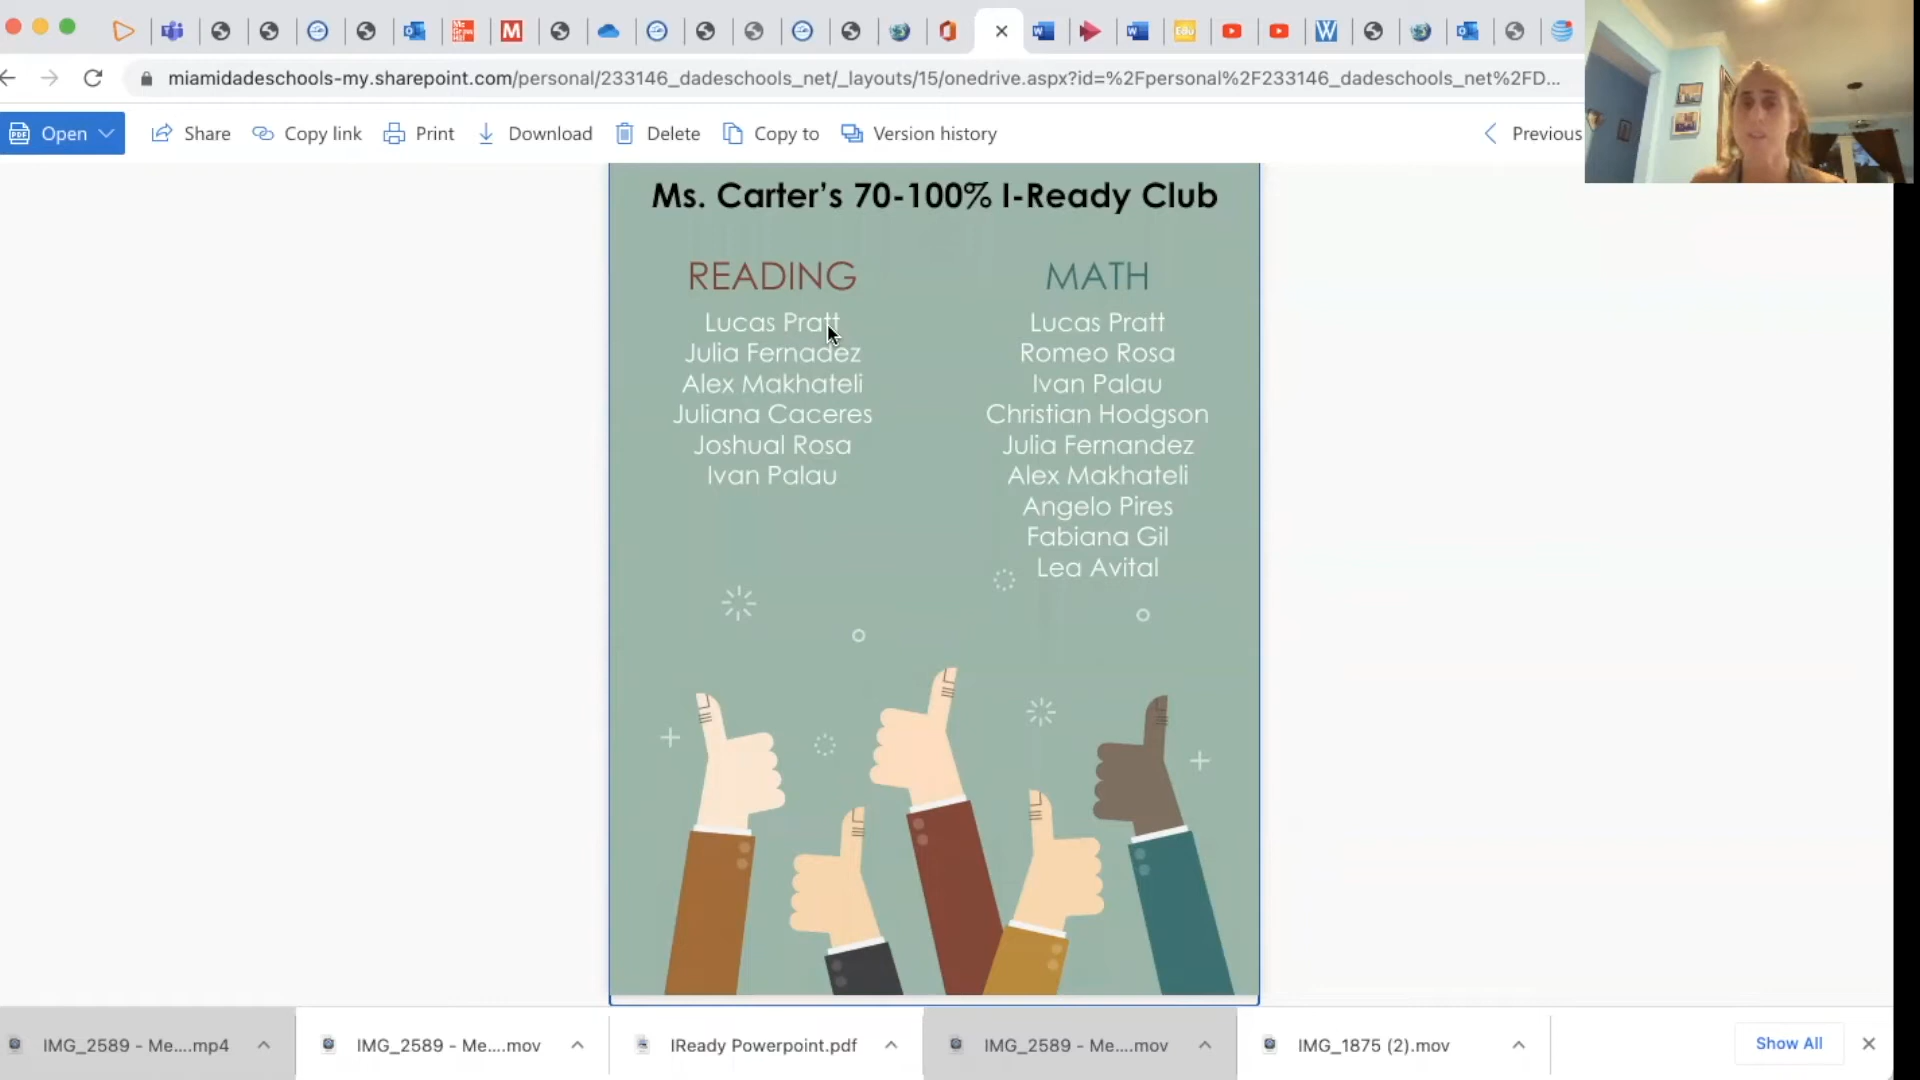 miamidadeschools-my.sharepoint.com/personal/233146_dadeschools_net/_layouts/15/onedrive.aspx?id=%2Fpersonal%2F233146_dadeschools_net%2FD...
Open Share Copy link Print Download Delete Copy to Version history Previous
Ms. Carter's 70-100% I-Ready Club
READING
Lucas Pratt
Julia Fernadez
Alex Makhateli
Juliana Caceres
Joshual Rosa
Ivan Palau
MATH
Lucas Pratt
Romeo Rosa
Ivan Palau
Christian Hodgson
Julia Fernandez
Alex Makhateli
Angelo Pires
Fabiana Gil
Lea Avital
IMG_2589 - Me....mp4 IMG_2589 - Me....mov IReady Powerpoint.pdf IMG_2589 - Me....mov IMG_1875 (2).mov Show All